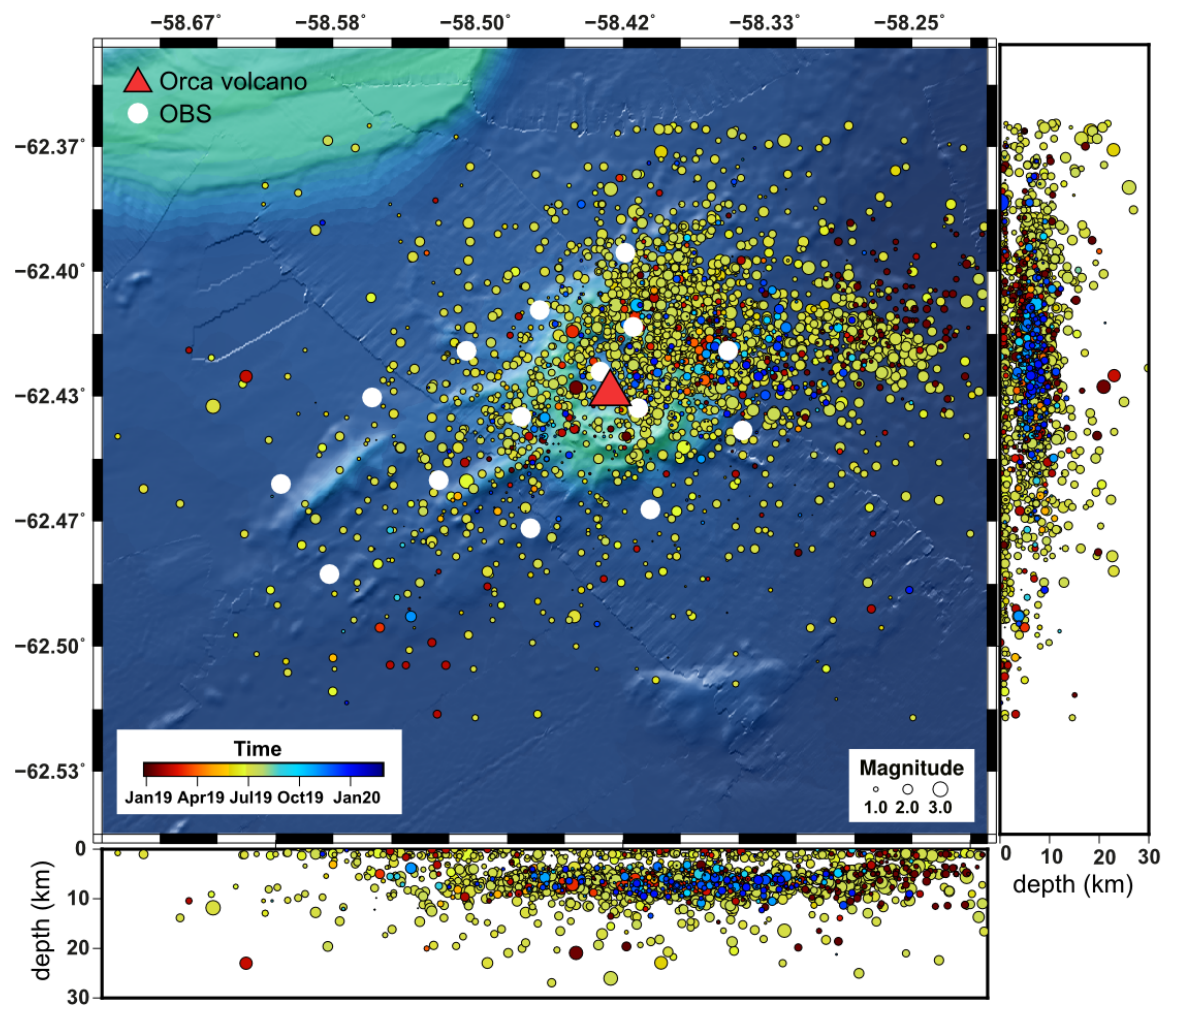 −58.67° −58.58° −58.50° −58.42° −58.33° −58.25°
Orca volcano
OBS
−62.37°
−62.40°
−62.43°
−62.47°
−62.50°
−62.53°
Time
Jan19 Apr19 Jul19 Oct19 Jan20
Magnitude
1.0 2.0 3.0
0 10 20 30
depth (km)
0
10
20
30
depth (km)